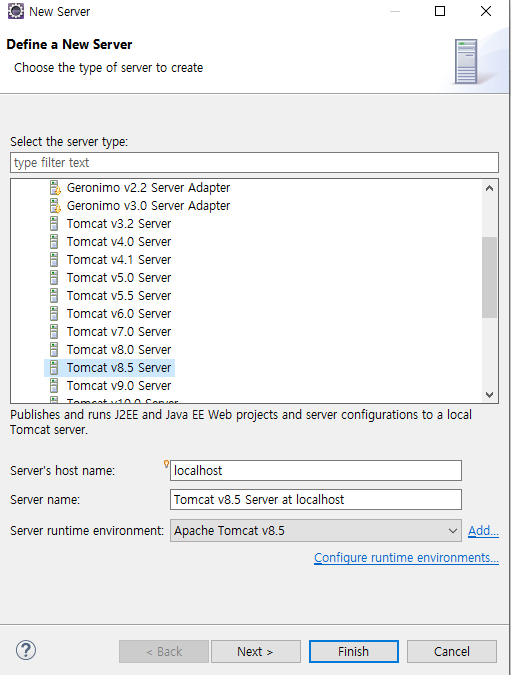 New Server
Define a New Server
Choose the type of server to create
Select the server type:
type filter text
Geronimo v2.2 Server Adapter
Geronimo v3.0 Server Adapter
Tomcat v3.2 Server
Tomcat v4.0 Server
Tomcat v4.1 Server
Tomcat v5.0 Server
Tomcat v5.5 Server
Tomcat v6.0 Server
Tomcat v7.0 Server
Tomcat v8.0 Server
Tomcat v8.5 Server
Tomcat v9.0 Server
Tomcat v10.0 Server
Publishes and runs J2EE and Java EE Web projects and server configurations to a local
Tomcat server.
Server's host name: localhost
Server name: Tomcat v8.5 Server at localhost
Server runtime environment: Apache Tomcat v8.5 Add...
Configure runtime environments...
? < Back Next > Finish Cancel